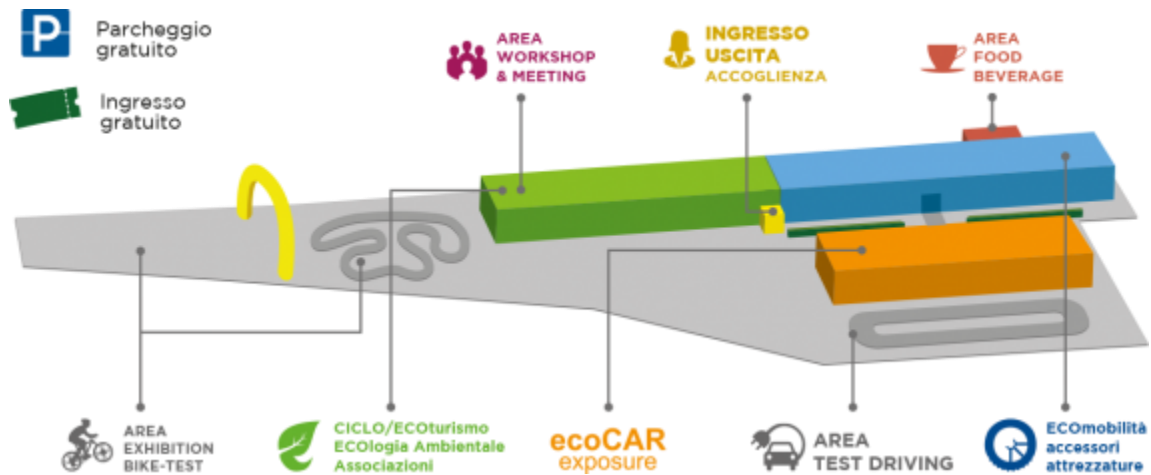 P
Parcheggio
gratuito
Ingresso
gratuito
AREA
WORKSHOP
& MEETING
INGRESSO
USCITA
ACCOGLIENZA
AREA
FOOD
BEVERAGE
AREA
EXHIBITION
BIKE-TEST
CICLO/ECOturismo
ECOlogia Ambientale
Associazioni
ecoCAR
exposure
AREA
TEST DRIVING
ECOmobilità
accessori
attrezzature